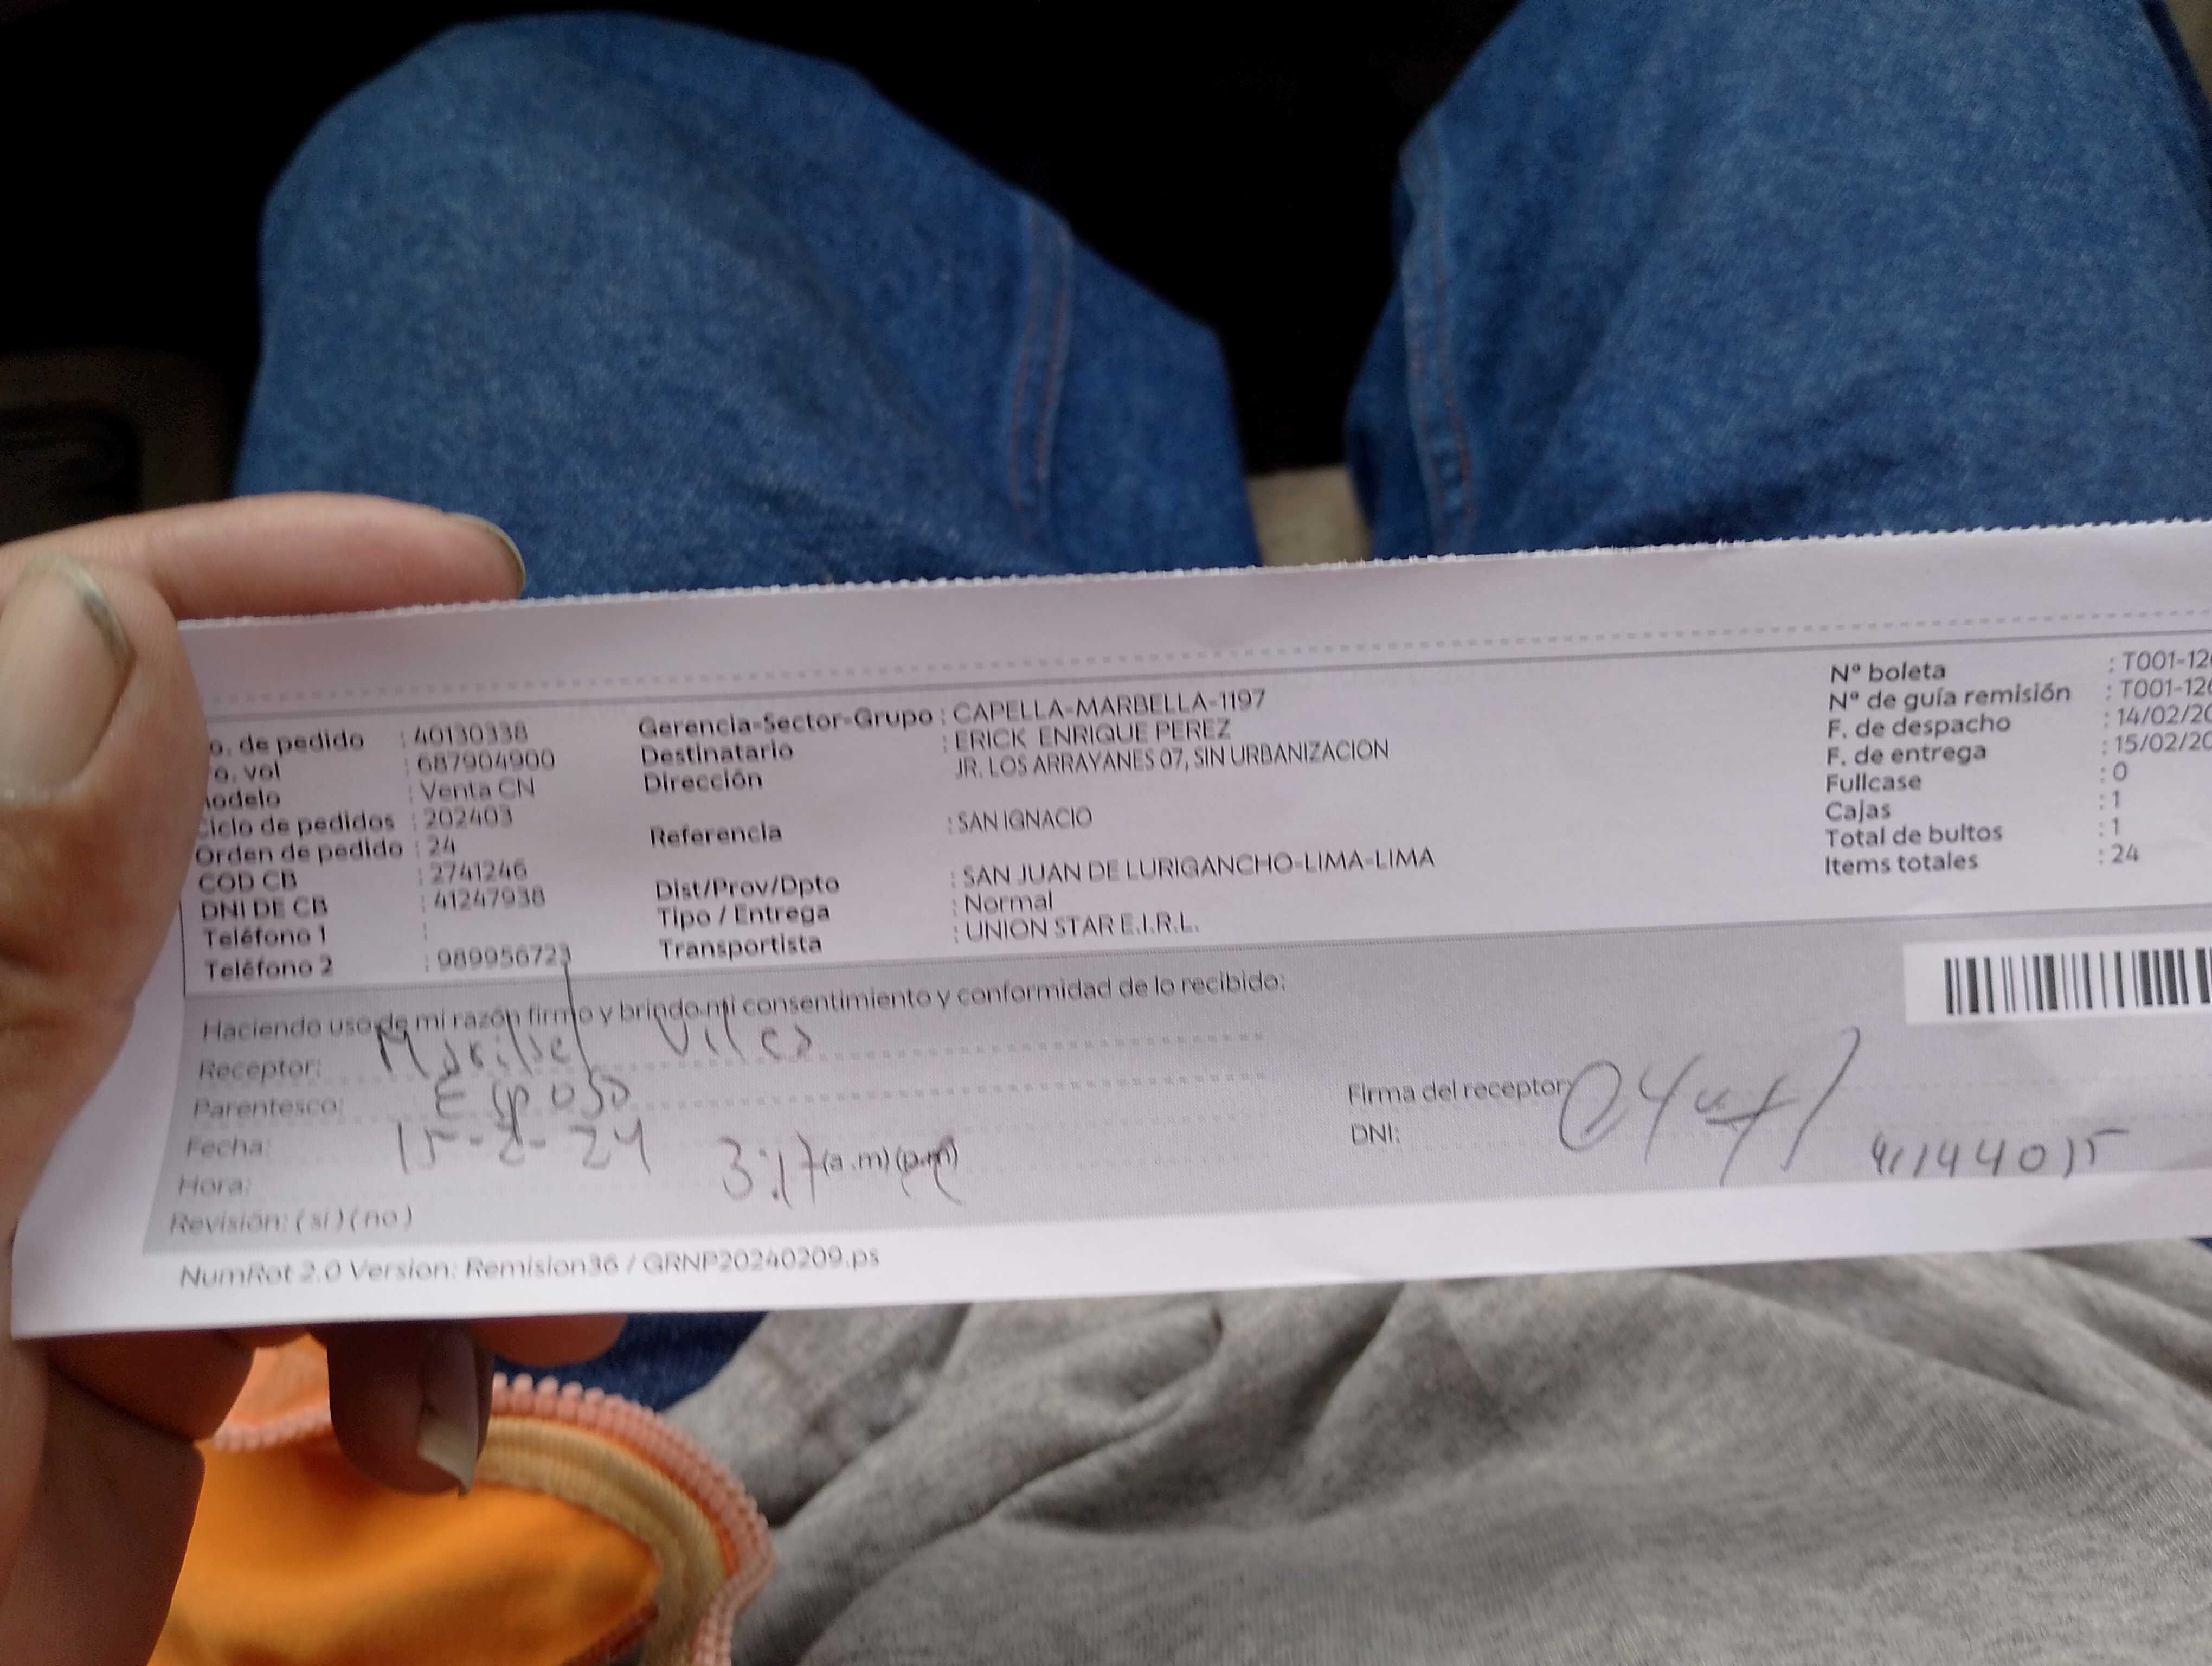 o. de pedido : 40130338
o. vol : 687904900
odelo : Venta CN
Ciclo de pedidos : 202403
Orden de pedido : 24
COD CB : 2741246
DNI DE CB : 41247938
Teléfono 1 :
Teléfono 2 : 989956723
Gerencia-Sector-Grupo : CAPELLA-MARBELLA-1197
Destinatario : ERICK ENRIQUE PEREZ
Dirección JR. LOS ARRAYANES 07, SIN URBANIZACION
Referencia : SAN IGNACIO
Dist/Prov/Dpto : SAN JUAN DE LURIGANCHO-LIMA-LIMA
Tipo / Entrega : Normal
Transportista : UNION STAR E.I.R.L.
Nº boleta : T001-12
Nº de guía remisión : T001-12
F. de despacho : 14/02/20
F. de entrega : 15/02/20
Fullcase : 0
Cajas : 1
Total de bultos : 1
Items totales : 24
Haciendo uso de mi razón firmo y brindo mi consentimiento y conformidad de lo recibido:
Receptor:
Parentesco: Esposo
Fecha: 15-2-24
Hora: 3:17 (a.m) (p.m)
Revisión: (si) (no)
Firma del receptor:
DNI: 41144015
NumRot 2.0 Version: Remision36 / GRNP20240209.ps